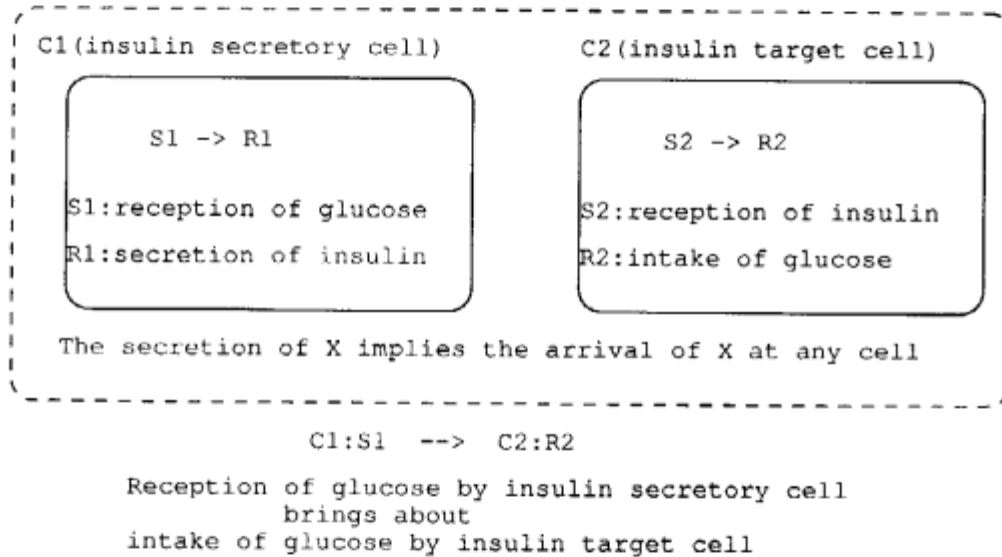 C1(insulin secretory cell)
C2(insulin target cell)
S1 -> R1
S1:reception of glucose
R1:secretion of insulin
S2 -> R2
S2:reception of insulin
R2:intake of glucose
The secretion of X implies the arrival of X at any cell
C1:S1 --> C2:R2
Reception of glucose by insulin secretory cell
brings about
intake of glucose by insulin target cell